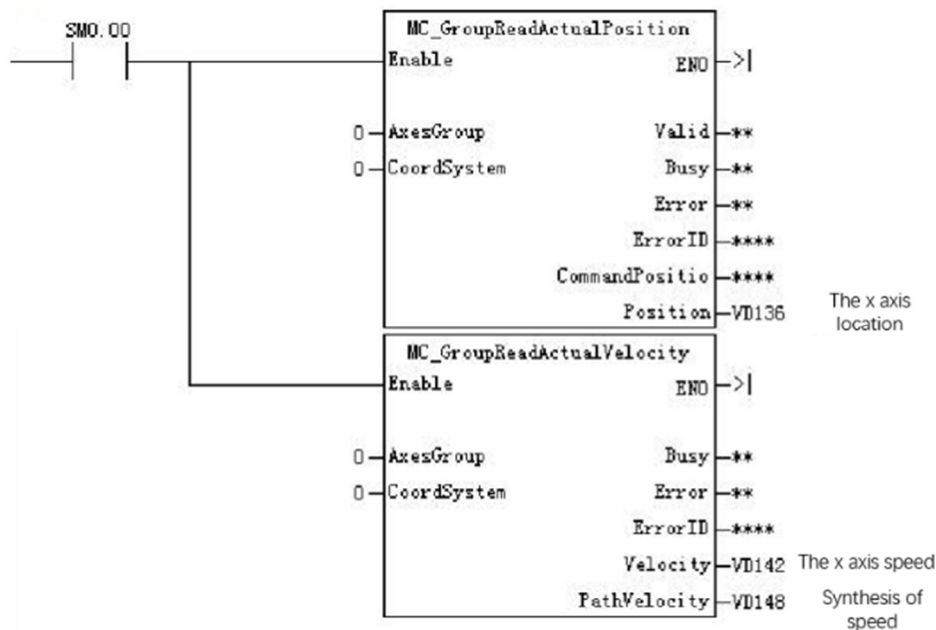 SM0.00
MC_GroupReadActualPosition
Enable
ENO
0
AxesGroup
Valid
**
0
CoordSystem
Busy
**
Error
**
ErrorID
****
CommandPositio
****
Position
VD136
The x axis
location
MC_GroupReadActualVelocity
Enable
ENO
0
AxesGroup
Busy
**
0
CoordSystem
Error
**
ErrorID
****
Velocity
VD142
The x axis speed
PathVelocity
VD148
Synthesis of
speed